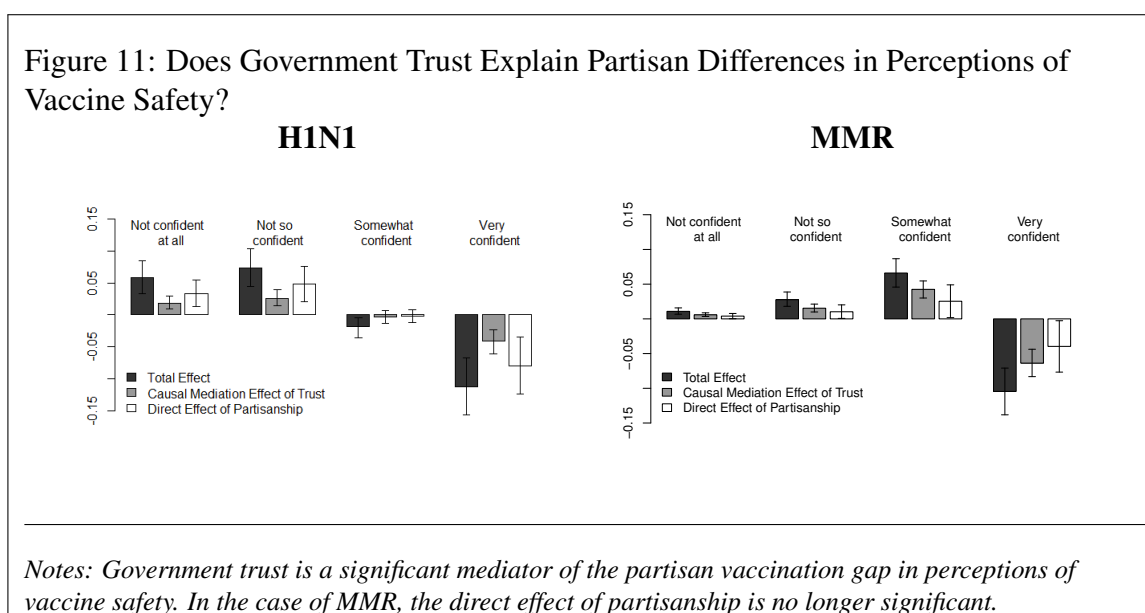 Figure 11: Does Government Trust Explain Partisan Differences in Perceptions of
Vaccine Safety?
H1N1
0.15
0.05
-0.05
-0.15
Not confident
at all
Not so
confident
Somewhat
confident
Very
confident
Total Effect
Causal Mediation Effect of Trust
Direct Effect of Partisanship
MMR
0.15
0.05
−0.05
−0.15
Not confident
at all
Not so
confident
Somewhat
confident
Very
confident
Total Effect
Causal Mediation Effect of Trust
Direct Effect of Partisanship
Notes: Government trust is a significant mediator of the partisan vaccination gap in perceptions of
vaccine safety. In the case of MMR, the direct effect of partisanship is no longer significant.